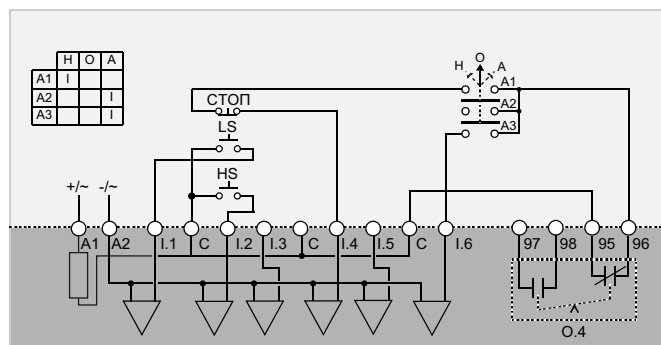 H O A
A1 I
A2 I
A3 I
H O A
A1
A2
A3
СТОП
LS
HS
+/~ -/~
A1 A2 I.1 C I.2 I.3 C I.4 I.5 C I.6 97 98 95 96
O.4